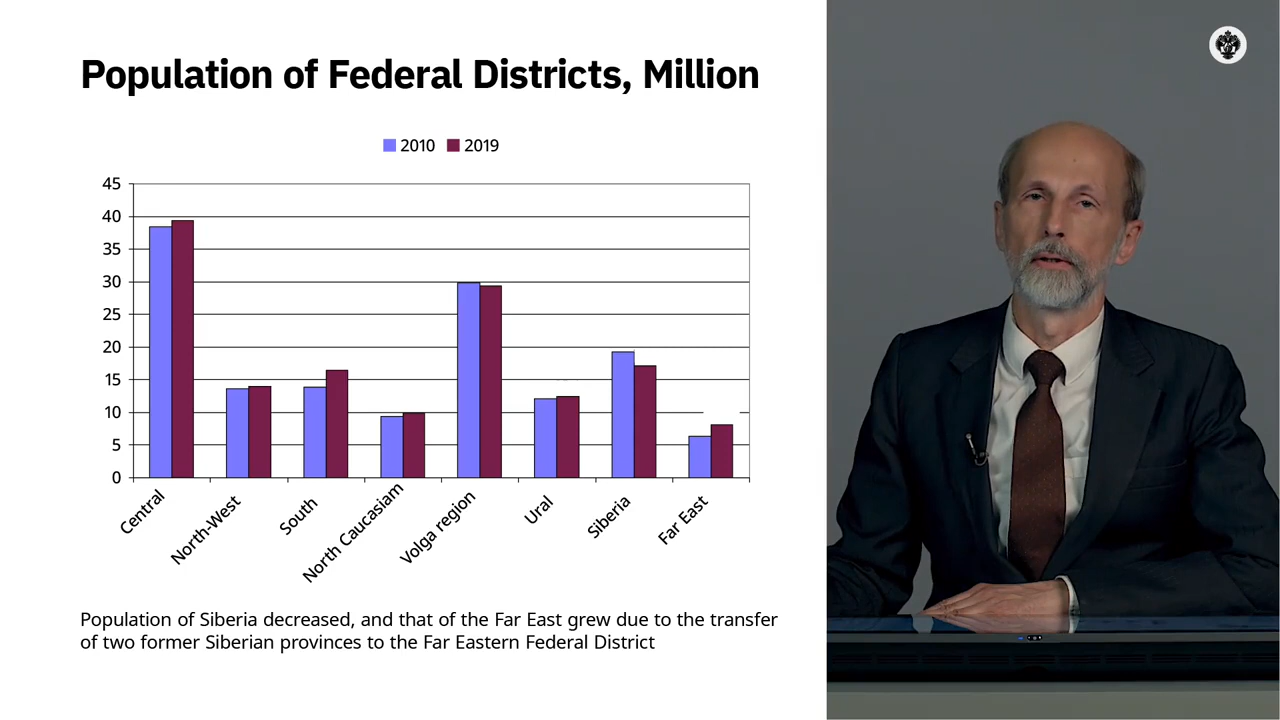 Population of Federal Districts, Million
2010 2019
45
40
35
30
25
20
15
10
5
0
Central
North-West
South
North Caucasiam
Volga region
Ural
Siberia
Far East
Population of Siberia decreased, and that of the Far East grew due to the transfer
of two former Siberian provinces to the Far Eastern Federal District